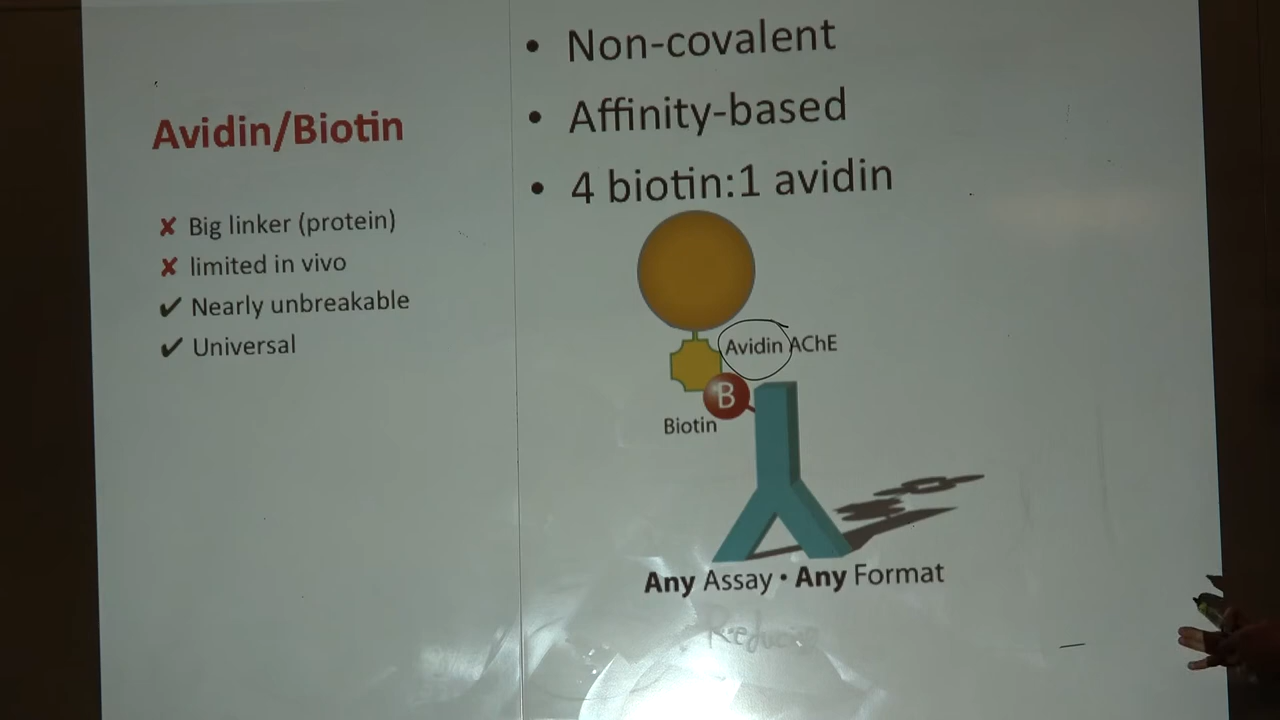 Avidin/Biotin
✘ Big linker (protein)
✘ limited in vivo
✔ Nearly unbreakable
✔ Universal
• Non-covalent
• Affinity-based
• 4 biotin:1 avidin
Avidin AChE
B
Biotin
Any Assay • Any Format